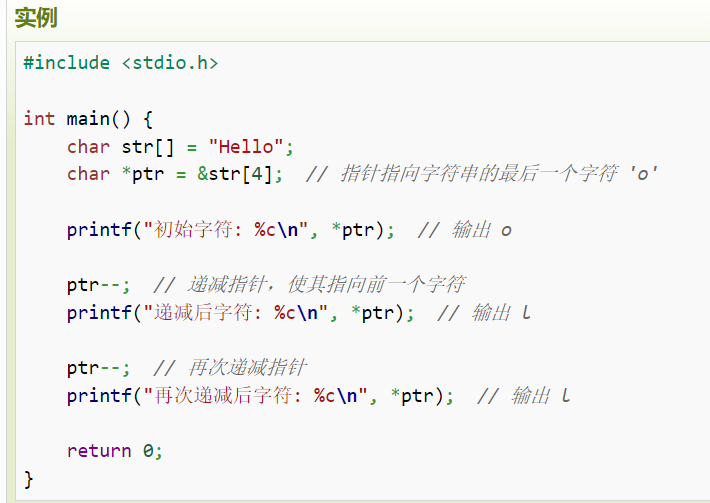 实例
#include <stdio.h>
int main() {
    char str[] = "Hello";
    char *ptr = &str[4];  // 指针指向字符串的最后一个字符 'o'
    printf("初始字符: %c\n", *ptr);  // 输出 o
    ptr--;  // 递减指针，使其指向前一个字符
    printf("递减后字符: %c\n", *ptr);  // 输出 l
    ptr--;  // 再次递减指针
    printf("再次递减后字符: %c\n", *ptr);  // 输出 l
    return 0;
}